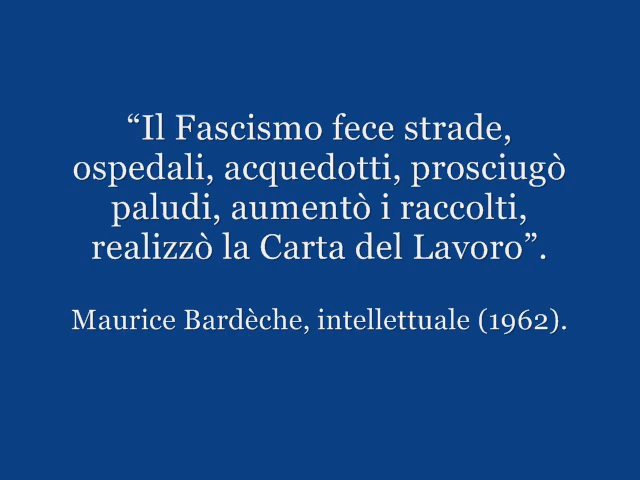 “Il Fascismo fece strade,
ospedali, acquedotti, prosciugò
paludi, aumentò i raccolti,
realizzò la Carta del Lavoro”.
Maurice Bardèche, intellettuale (1962).